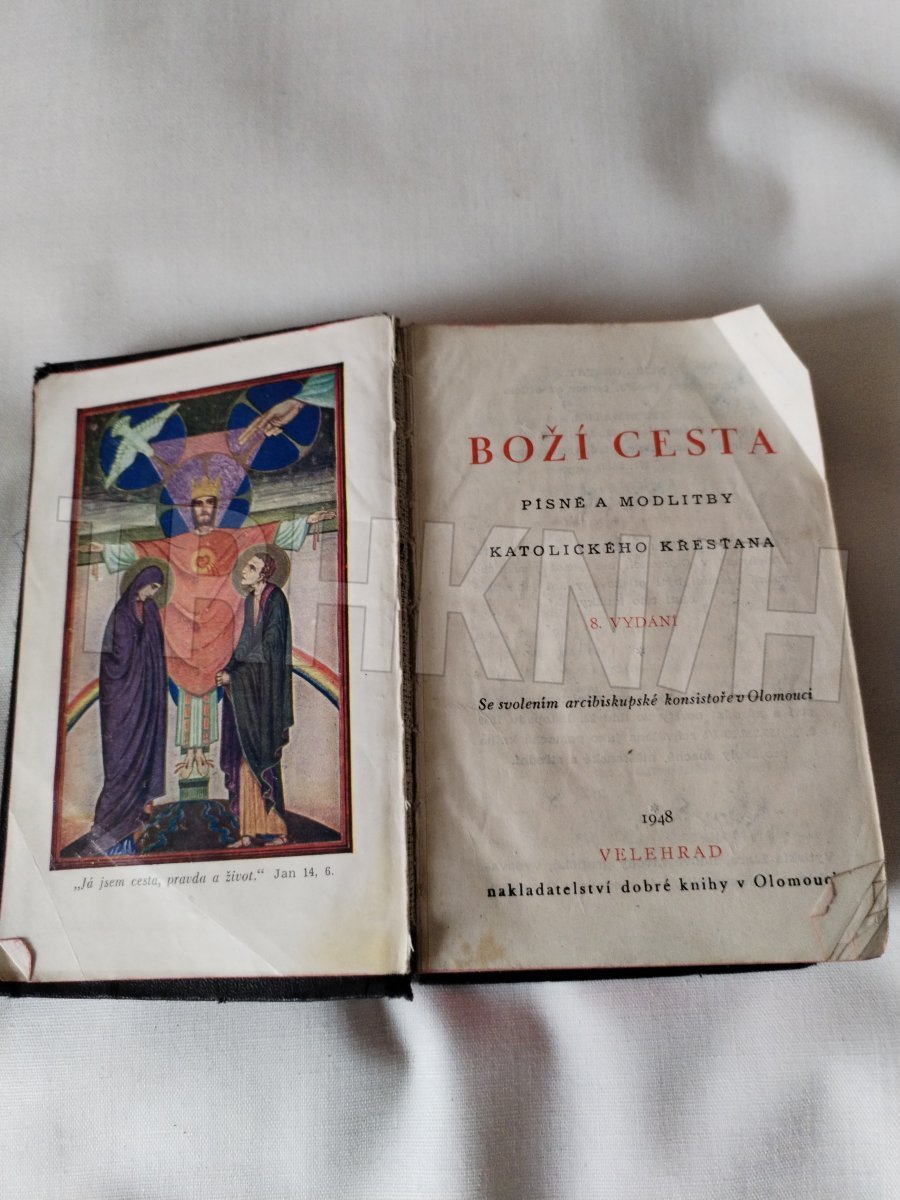 „Já jsem cesta, pravda a život.“ Jan 14, 6.
BOŽÍ CESTA
PÍSNĚ A MODLITBY
KATOLICKÉHO KŘESŤANA
8. VYDÁNÍ
Se svolením arcibiskupské konsistoře v Olomouci
1948
VELEHRAD
nakladatelství dobré knihy v Olomouci